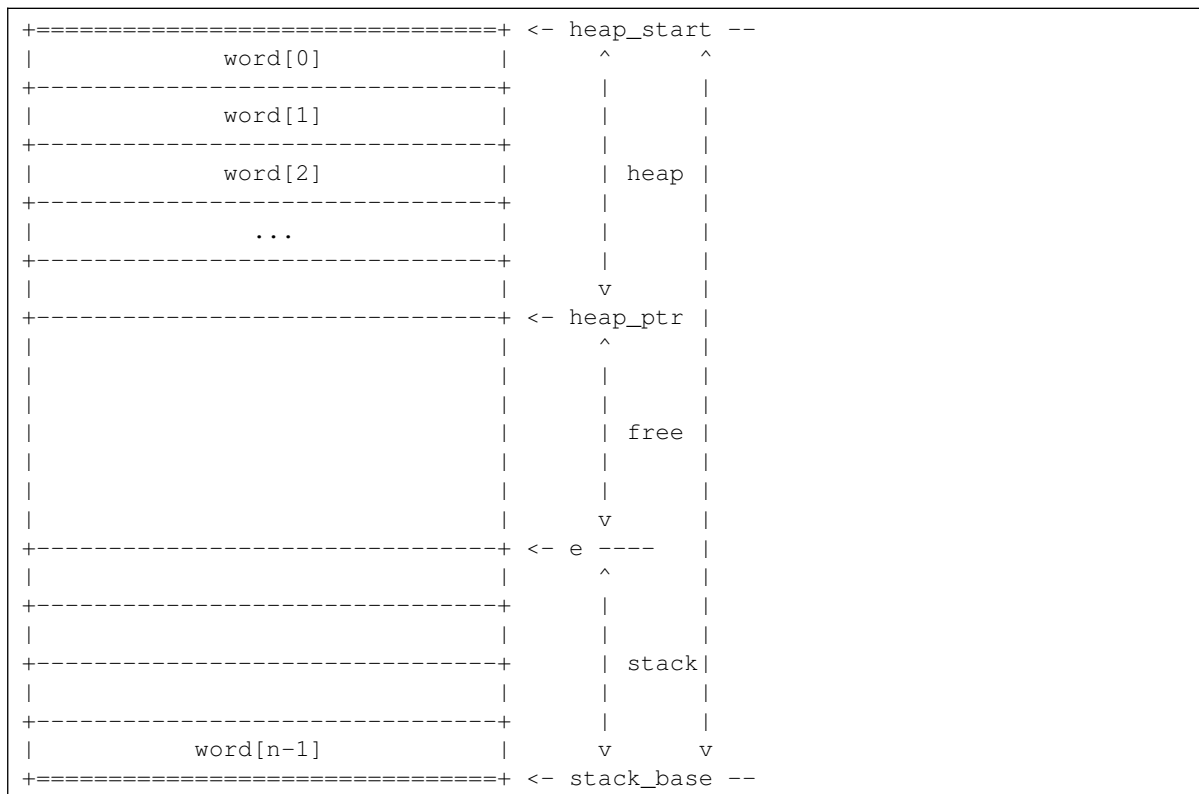 +================================+ <- heap_start --
|             word[0]            |      ^      ^
+--------------------------------+      |      |
|             word[1]            |      |      |
+--------------------------------+      |      |
|             word[2]            |      | heap |
+--------------------------------+      |      |
|               ...              |      |      |
+--------------------------------+      |      |
|                                |      v      |
+--------------------------------+ <- heap_ptr |
|                                |      ^      |
|                                |      |      |
|                                |      |      |
|                                |      | free |
|                                |      |      |
|                                |      |      |
|                                |      v      |
+--------------------------------+ <- e ----   |
|                                |      ^      |
+--------------------------------+      |      |
|                                |      |      |
+--------------------------------+      | stack|
|                                |      |      |
+--------------------------------+      |      |
|           word[n-1]            |      v      v
+================================+ <- stack_base --